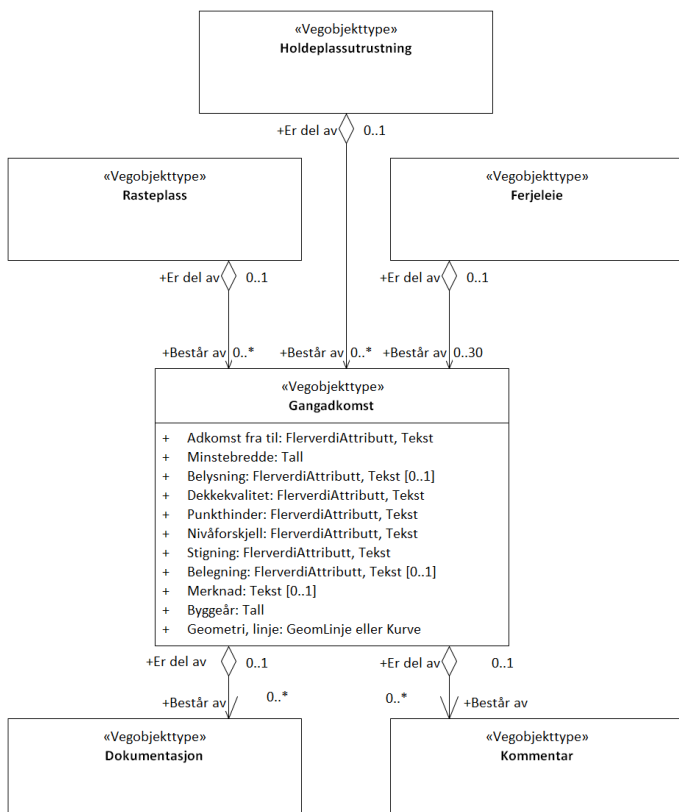 «Vegobjekttype»
Holdeplassutrustning
+Er del av 0..1
«Vegobjekttype»
Rasteplass
«Vegobjekttype»
Ferjeleie
+Er del av 0..1
+Er del av 0..1
+Består av 0..*
+Består av 0..*
+Består av 0..30
«Vegobjekttype»
Gangadkomst
+ Adkomst fra til: FlerverdiAttributt, Tekst
+ Minstebredde: Tall
+ Belysning: FlerverdiAttributt, Tekst [0..1]
+ Dekkekvalitet: FlerverdiAttributt, Tekst
+ Punkthinder: FlerverdiAttributt, Tekst
+ Nivåforskjell: FlerverdiAttributt, Tekst
+ Stigning: FlerverdiAttributt, Tekst
+ Belegning: FlerverdiAttributt, Tekst [0..1]
+ Merknad: Tekst [0..1]
+ Byggeår: Tall
+ Geometri, linje: GeomLinje eller Kurve
+Er del av 0..1
+Er del av 0..1
+Består av 0..*
0..* +Består av
«Vegobjekttype»
Dokumentasjon
«Vegobjekttype»
Kommentar